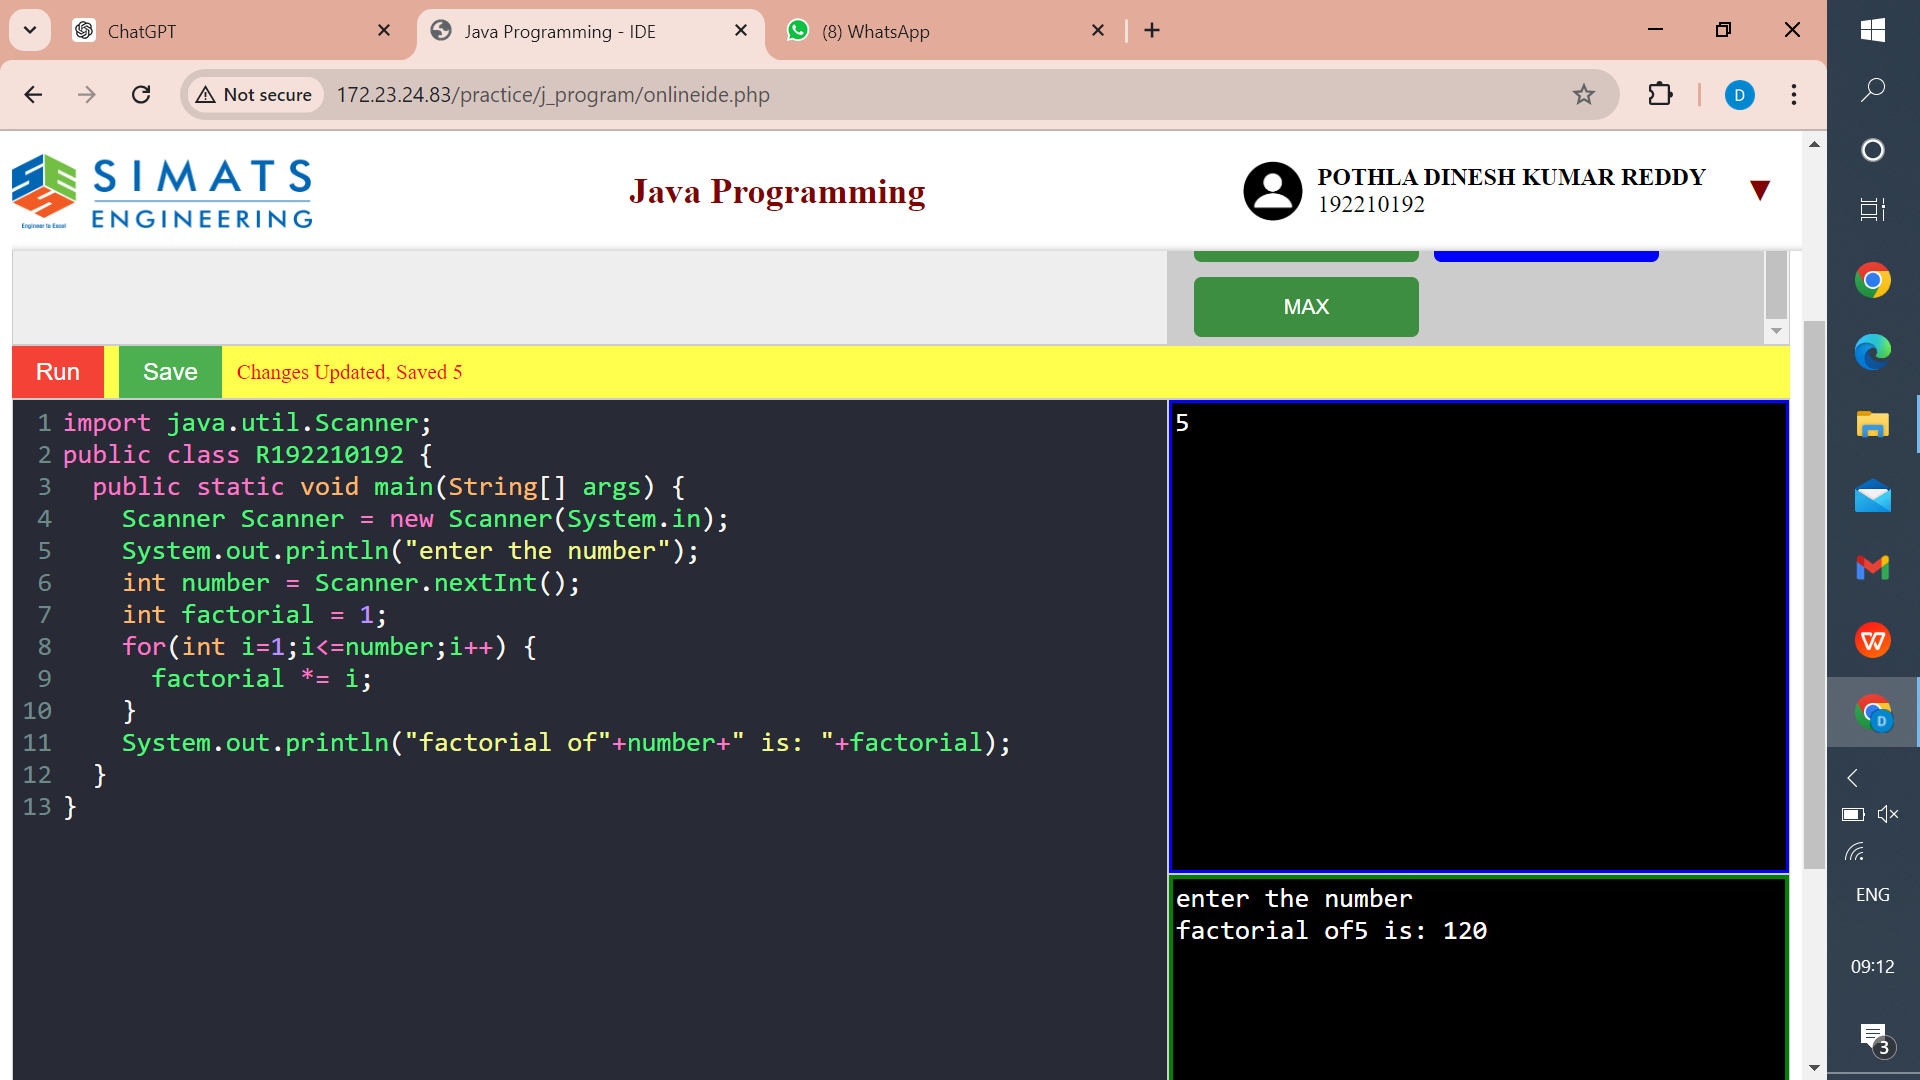 ChatGPT
Java Programming - IDE
(8) WhatsApp
Not secure
172.23.24.83/practice/j_program/onlineide.php
D
SIMATS
ENGINEERING
Engineer to Excel
Java Programming
POTHLA DINESH KUMAR REDDY
192210192
MAX
Run
Save
Changes Updated, Saved 5
1 import java.util.Scanner;
2 public class R192210192 {
3 public static void main(String[] args) {
4 Scanner Scanner = new Scanner(System.in);
5 System.out.println("enter the number");
6 int number = Scanner.nextInt();
7 int factorial = 1;
8 for(int i=1;i<=number;i++) {
9 factorial *= i;
10 }
11 System.out.println("factorial of"+number+" is: "+factorial);
12 }
13 }
5
enter the number
factorial of5 is: 120
W
D
ENG
09:12
3